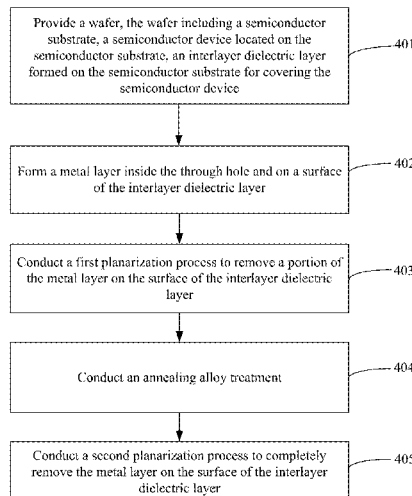 Provide a wafer, the wafer including a semiconductor
substrate, a semiconductor device located on the
semiconductor substrate, an interlayer dielectric layer
formed on the semiconductor substrate for covering the
semiconductor device
401
Form a metal layer inside the through hole and on a surface
of the interlayer dielectric layer
402
Conduct a first planarization process to remove a portion of
the metal layer on the surface of the interlayer dielectric
layer
403
Conduct an annealing alloy treatment
404
Conduct a second planarization process to completely
remove the metal layer on the surface of the interlayer
dielectric layer
405